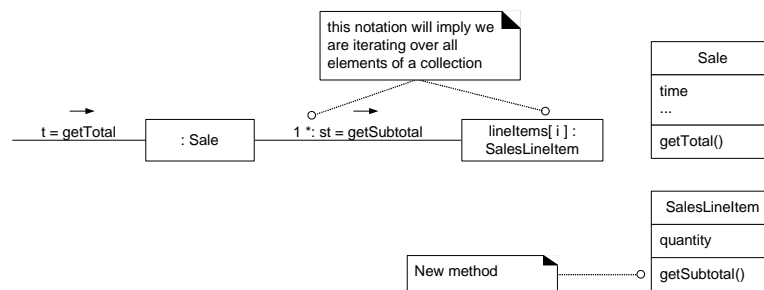 this notation will imply we
are iterating over all
elements of a collection
t = getTotal
: Sale
1 *: st = getSubtotal
lineItems[ i ] :
SalesLineItem
Sale
time
...
getTotal()
SalesLineItem
quantity
getSubtotal()
New method